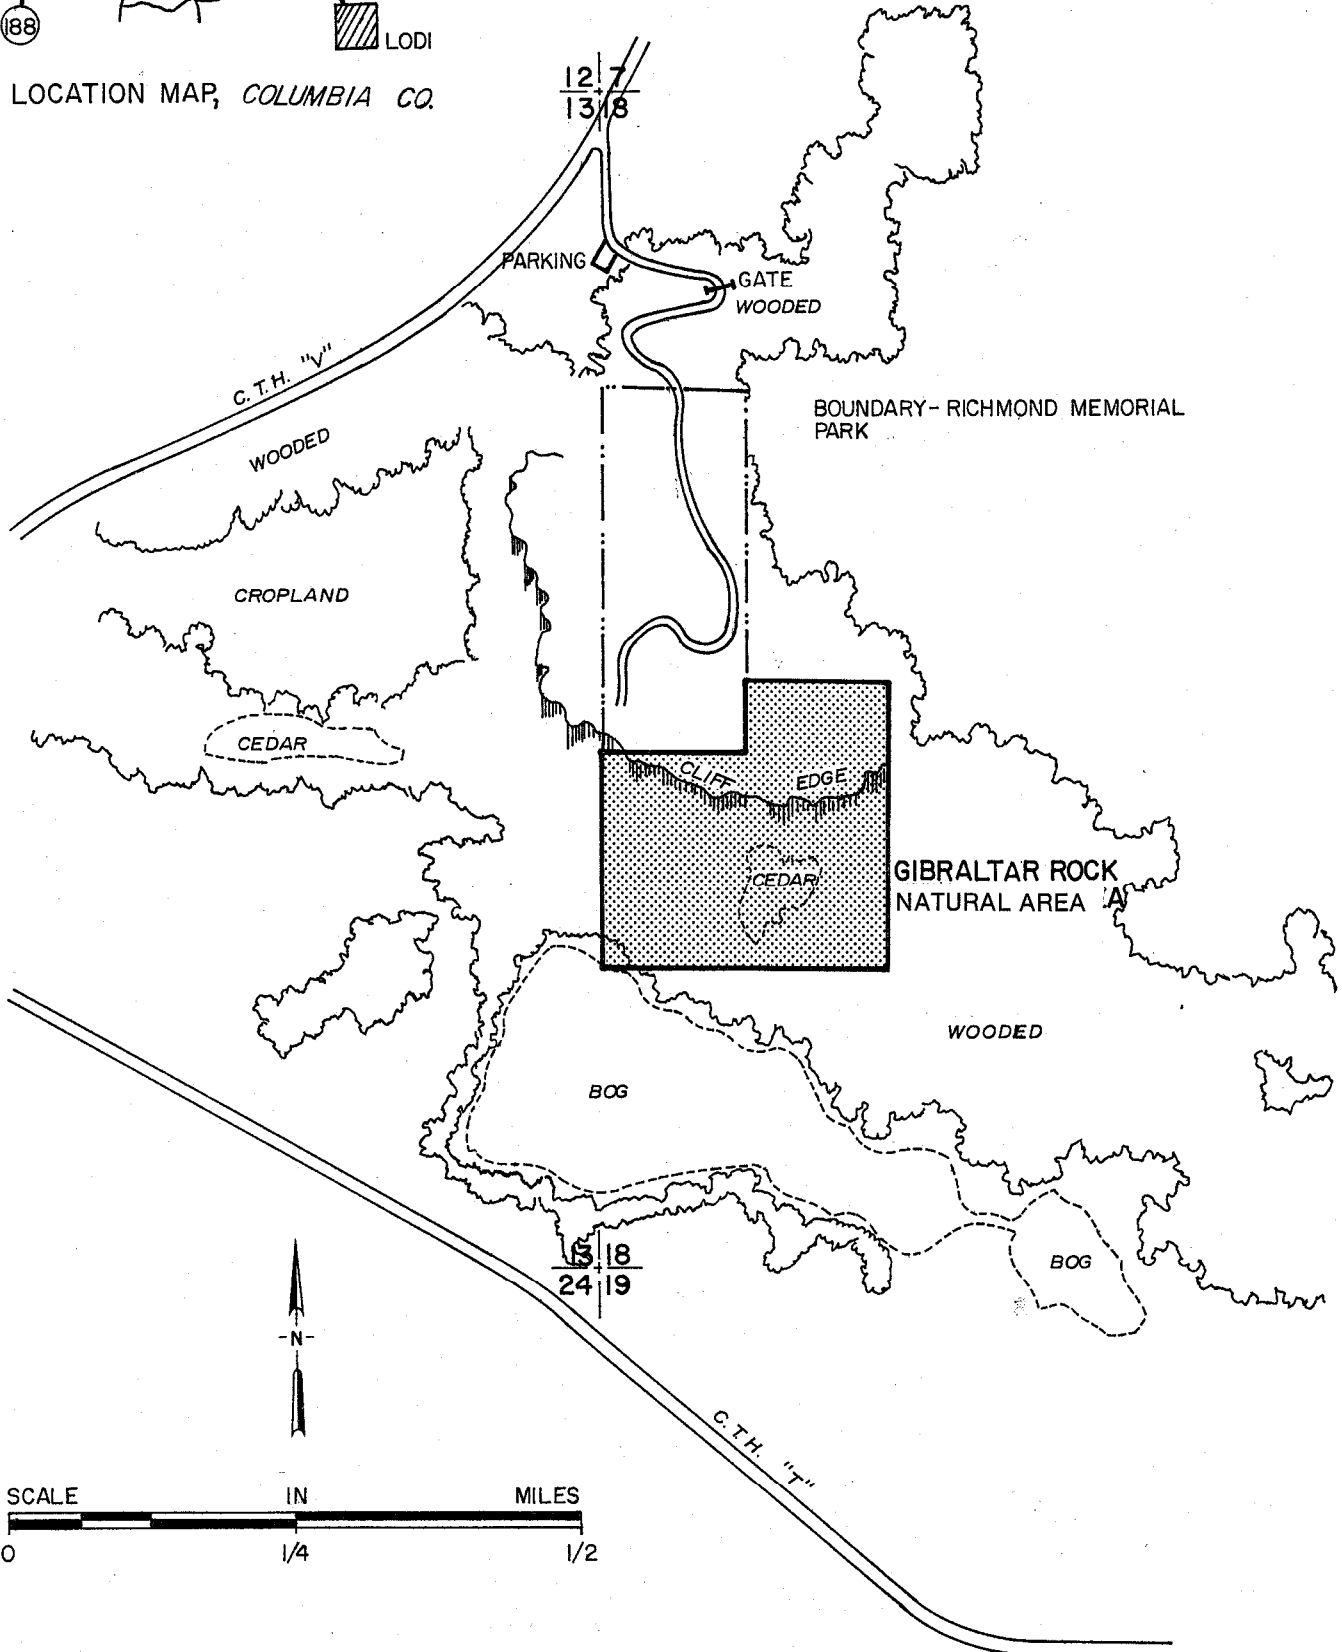 188
LODI
LOCATION MAP, COLUMBIA CO.
12 7
13 18
PARKING
GATE
WOODED
C.T.H. "V"
BOUNDARY-RICHMOND MEMORIAL
PARK
WOODED
CROPLAND
CEDAR
CLIFF EDGE
CEDAR
GIBRALTAR ROCK
NATURAL AREA A
WOODED
BOG
13 18
24 19
BOG
-N-
C.T.H. "T"
SCALE IN MILES
0 1/4 1/2